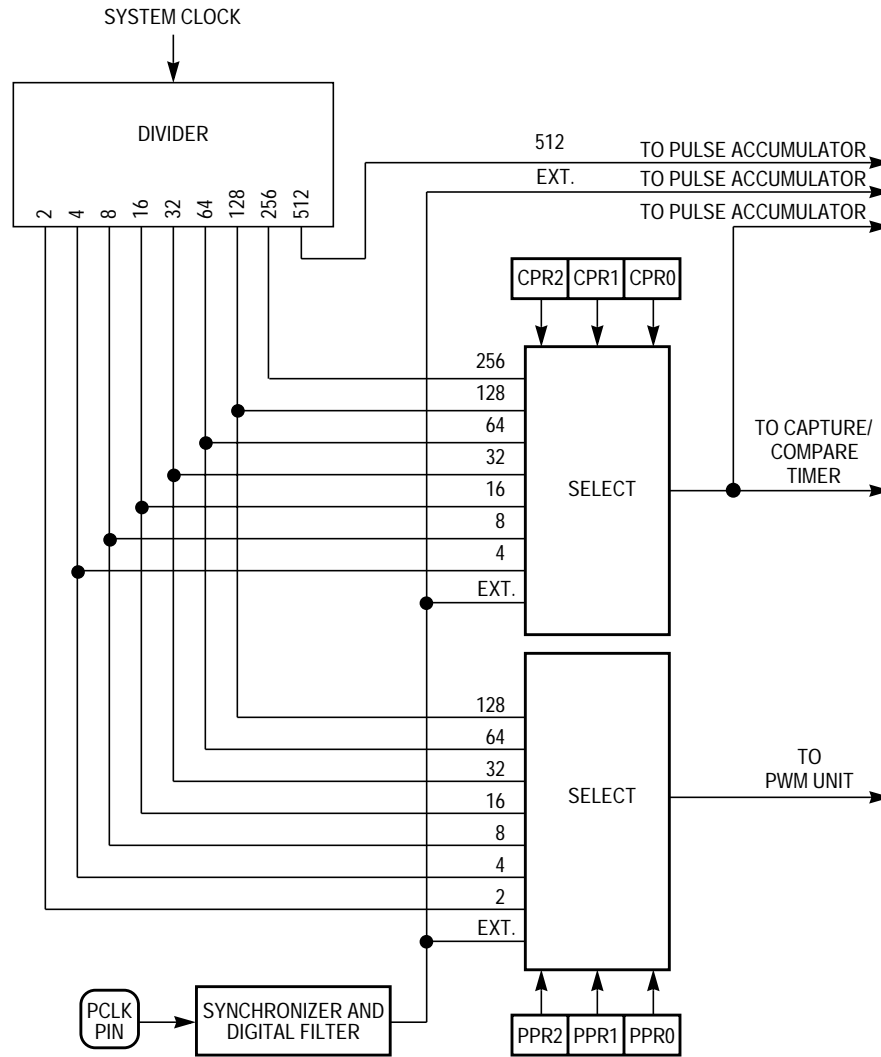 SYSTEM CLOCK
DIVIDER
2
4
8
16
32
64
128
256
512
512
TO PULSE ACCUMULATOR
EXT.
TO PULSE ACCUMULATOR
TO PULSE ACCUMULATOR
CPR2
CPR1
CPR0
256
128
64
32
16
8
4
EXT.
SELECT
TO CAPTURE/
COMPARE
TIMER
128
64
32
16
8
4
2
EXT.
SELECT
TO
PWM UNIT
PCLK
PIN
SYNCHRONIZER AND
DIGITAL FILTER
PPR2
PPR1
PPR0